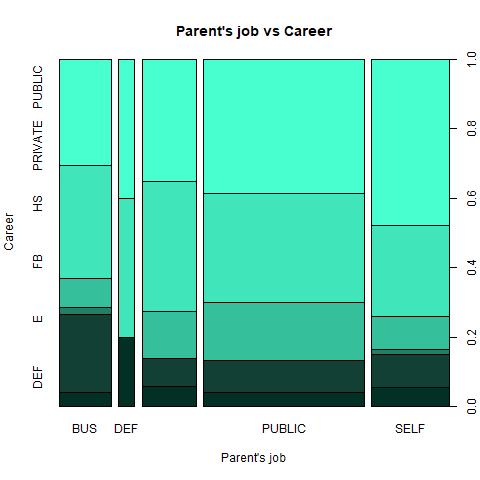 Parent's job vs Career
PUBLIC
PRIVATE
HS
FB
E
DEF
Career
1.0
0.8
0.6
0.4
0.2
0.0
BUS DEF PUBLIC SELF
Parent's job